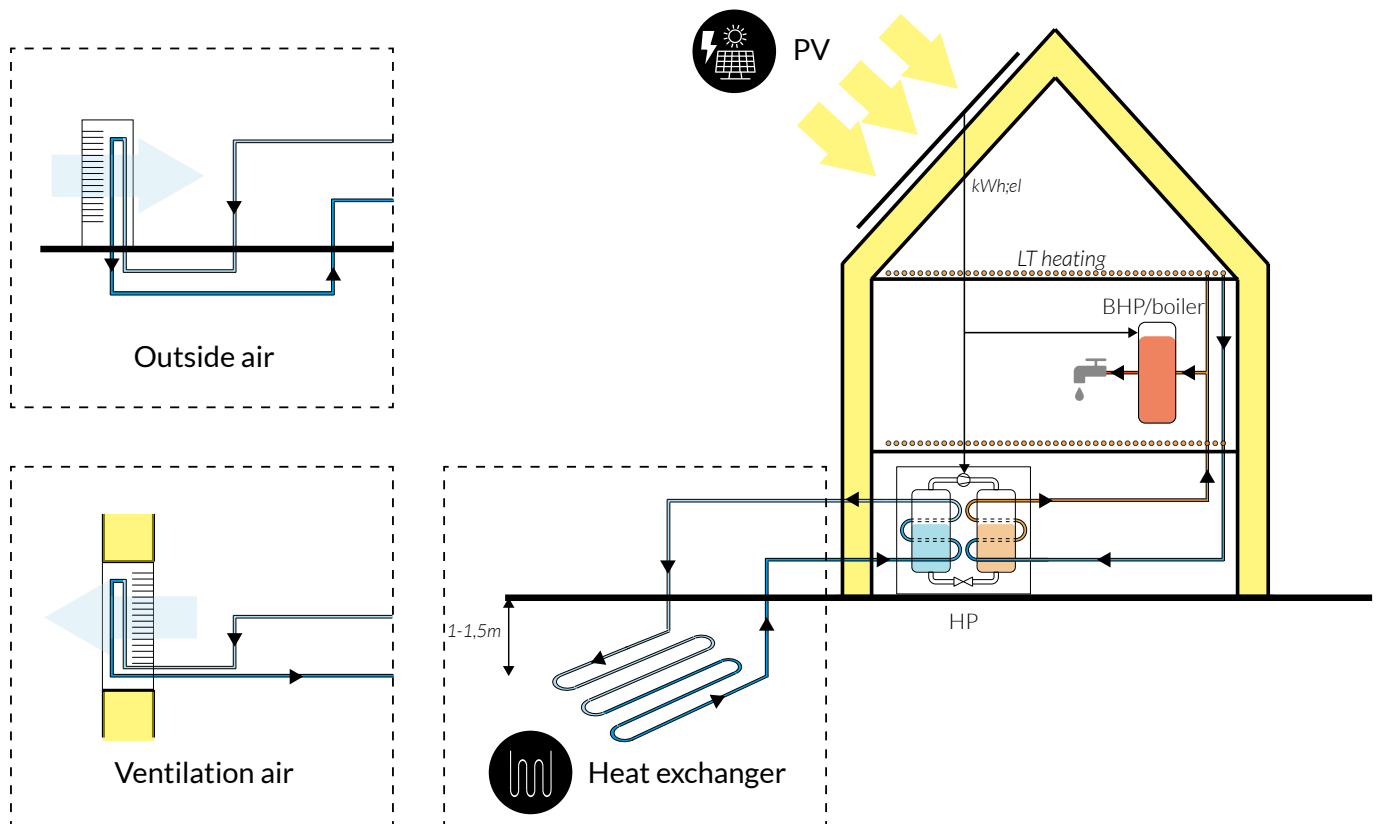 PV
kWh;el
LT heating
BHP/boiler
Outside air
1-1,5m
HP
Ventilation air
Heat exchanger